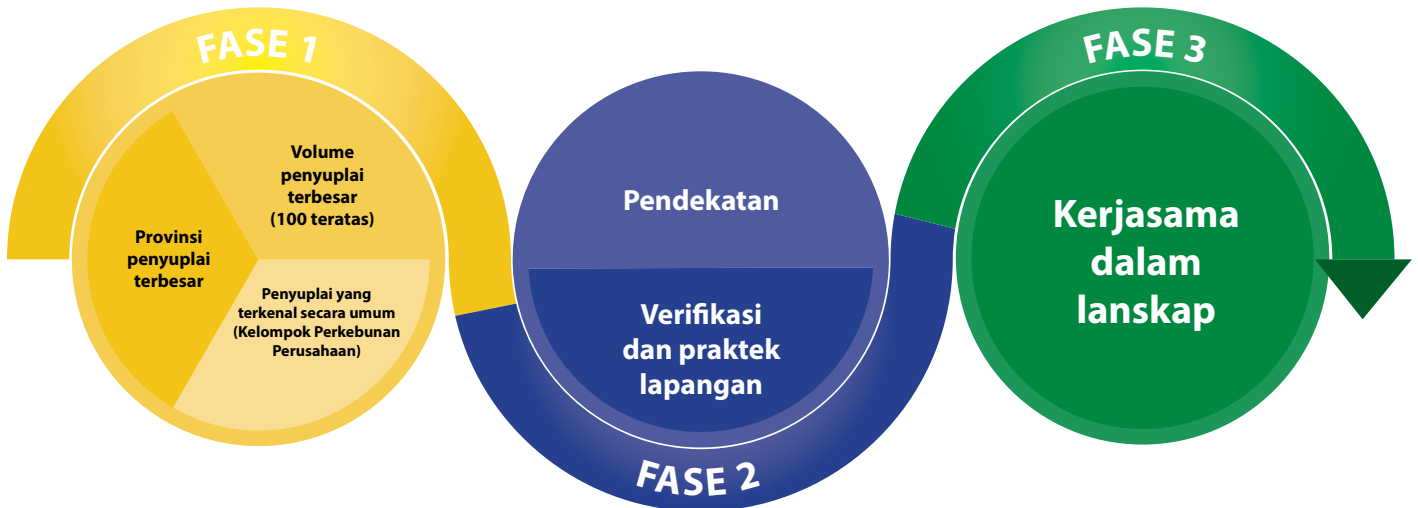 FASE 1
Volume
penyuplai
terbesar
(100 teratas)
Provinsi
penyuplai
terbesar
Penyuplai yang
terkenal secara umum
(Kelompok Perkebunan
Perusahaan)
Pendekatan
Verifikasi
dan praktek
lapangan
FASE 2
FASE 3
Kerjasama
dalam
lanskap